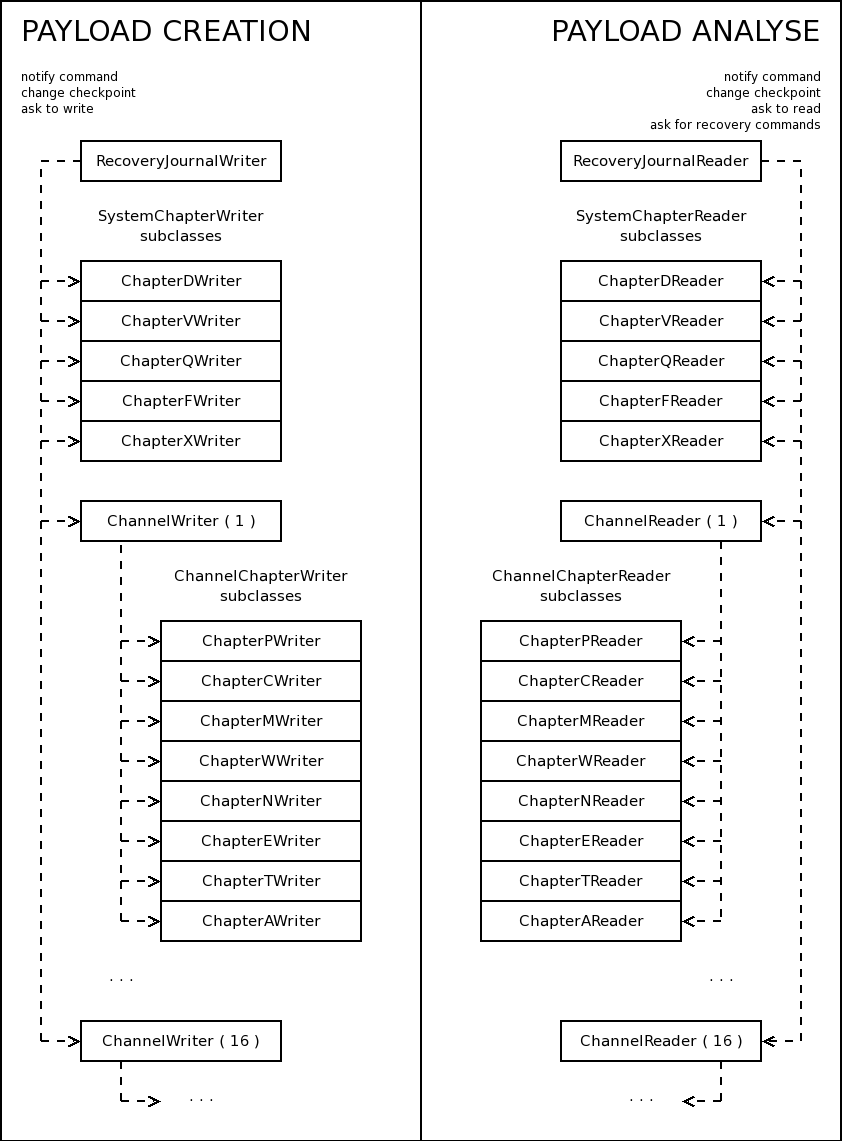 PAYLOAD CREATION
notify command
change checkpoint
ask to write
RecoveryJournalWriter
SystemChapterWriter
subclasses
ChapterDWriter
ChapterVWriter
ChapterQWriter
ChapterFWriter
ChapterXWriter
ChannelWriter ( 1 )
ChannelChapterWriter
subclasses
ChapterPWriter
ChapterCWriter
ChapterMWriter
ChapterWWriter
ChapterNWriter
ChapterEWriter
ChapterTWriter
ChapterAWriter
. . .
ChannelWriter ( 16 )
. . .
PAYLOAD ANALYSE
notify command
change checkpoint
ask to read
ask for recovery commands
RecoveryJournalReader
SystemChapterReader
subclasses
ChapterDReader
ChapterVReader
ChapterQReader
ChapterFReader
ChapterXReader
ChannelReader ( 1 )
ChannelChapterReader
subclasses
ChapterPReader
ChapterCReader
ChapterMReader
ChapterWReader
ChapterNReader
ChapterEReader
ChapterTReader
ChapterAReader
. . .
ChannelReader ( 16 )
. . .